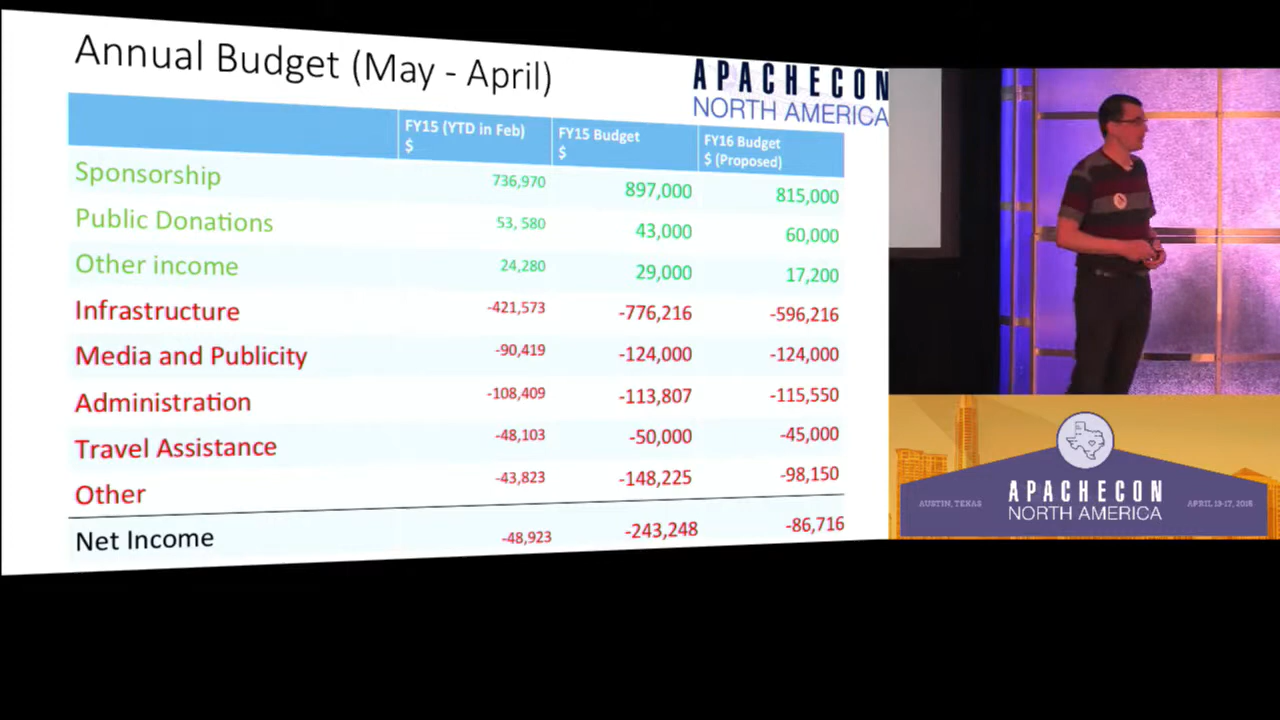 Annual Budget (May - April)
APACHECON
NORTH AMERICA
FY15 (YTD in Feb) $
FY15 Budget $
FY16 Budget $ (Proposed)
Sponsorship 736,970 897,000 815,000
Public Donations 53, 580 43,000 60,000
Other income 24,280 29,000 17,200
Infrastructure -421,573 -776,216 -596,216
Media and Publicity -90,419 -124,000 -124,000
Administration -108,409 -113,807 -115,550
Travel Assistance -48,103 -50,000 -45,000
Other -43,823 -148,225 -98,150
Net Income -48,923 -243,248 -86,716
AUSTIN, TEXAS
APACHECON
NORTH AMERICA
APRIL 13-17, 2015